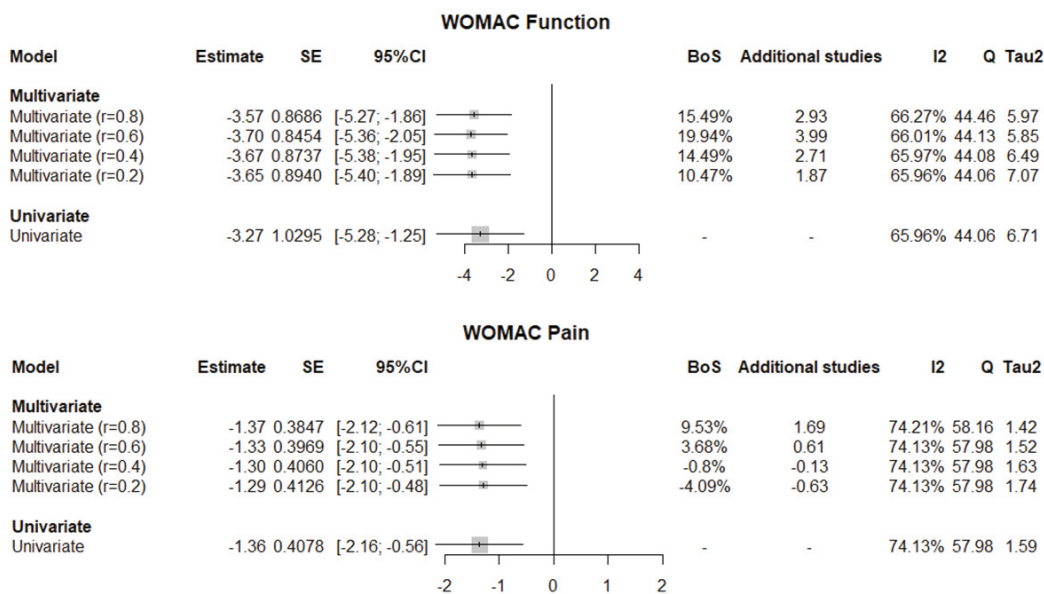 WOMAC Function
Model Estimate SE 95%CI BoS Additional studies I2 Q Tau2
Multivariate
Multivariate (r=0.8) -3.57 0.8686 [-5.27; -1.86] 15.49% 2.93 66.27% 44.46 5.97
Multivariate (r=0.6) -3.70 0.8454 [-5.36; -2.05] 19.94% 3.99 66.01% 44.13 5.85
Multivariate (r=0.4) -3.67 0.8737 [-5.38; -1.95] 14.49% 2.71 65.97% 44.08 6.49
Multivariate (r=0.2) -3.65 0.8940 [-5.40; -1.89] 10.47% 1.87 65.96% 44.06 7.07
Univariate
Univariate -3.27 1.0295 [-5.28; -1.25] - - 65.96% 44.06 6.71
-4 -2 0 2 4
WOMAC Pain
Model Estimate SE 95%CI BoS Additional studies I2 Q Tau2
Multivariate
Multivariate (r=0.8) -1.37 0.3847 [-2.12; -0.61] 9.53% 1.69 74.21% 58.16 1.42
Multivariate (r=0.6) -1.33 0.3969 [-2.10; -0.55] 3.68% 0.61 74.13% 57.98 1.52
Multivariate (r=0.4) -1.30 0.4060 [-2.10; -0.51] -0.8% -0.13 74.13% 57.98 1.63
Multivariate (r=0.2) -1.29 0.4126 [-2.10; -0.48] -4.09% -0.63 74.13% 57.98 1.74
Univariate
Univariate -1.36 0.4078 [-2.16; -0.56] - - 74.13% 57.98 1.59
-2 -1 0 1 2